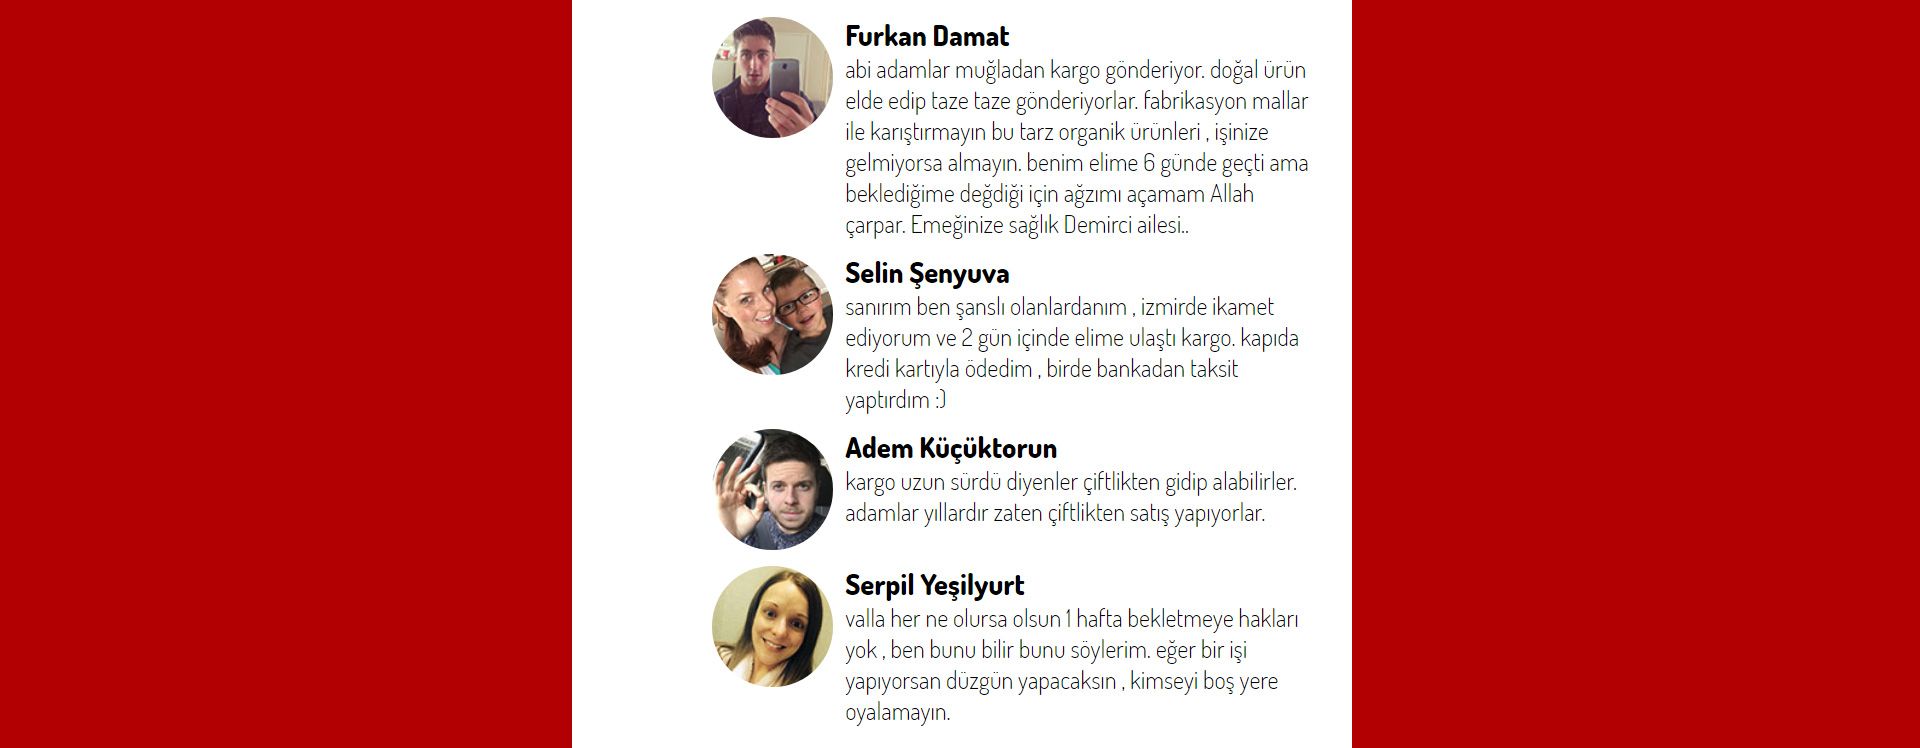 Furkan Damat
abi adamlar muğladan kargo gönderiyor. doğal ürün
elde edip taze taze gönderiyorlar. fabrikasyon mallar
ile karıştırmayın bu tarz organik ürünleri , işinize
gelmiyorsa almayın. benim elime 6 günde geçti ama
beklediğime değdiği için ağzımı açamam Allah
çarpar. Emeğinize sağlık Demirci ailesi..
Selin Şenyuva
sanırım ben şanslı olanlardanım , izmirde ikamet
ediyorum ve 2 gün içinde elime ulaştı kargo. kapıda
kredi kartıyla ödedim , birde bankadan taksit
yaptırdım :)
Adem Küçüktorun
kargo uzun sürdü diyenler çiftlikten gidip alabilirler.
adamlar yıllardır zaten çiftlikten satış yapıyorlar.
Serpil Yeşilyurt
valla her ne olursa olsun 1 hafta bekletmeye hakları
yok , ben bunu bilir bunu söylerim. eğer bir işi
yapıyorsan düzgün yapacaksın , kimseyi boş yere
oyalamayın.